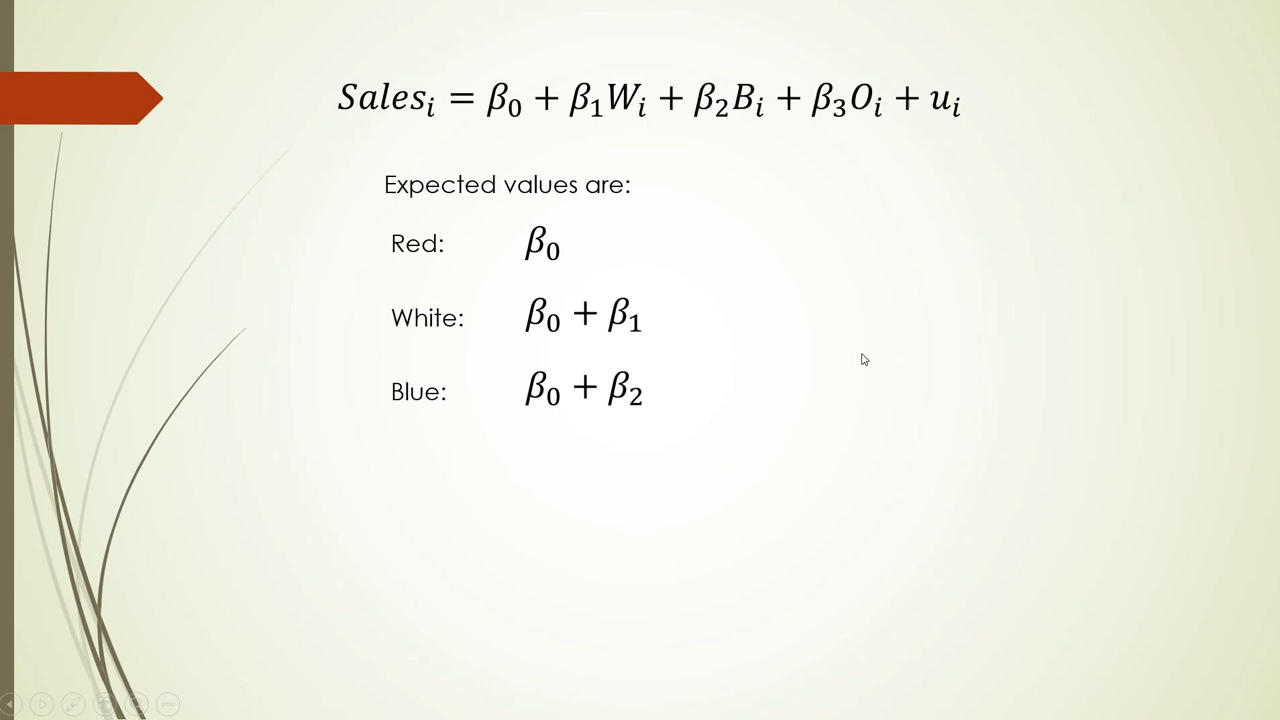 Salesᵢ = β₀ + β₁Wᵢ + β₂Bᵢ + β₃Oᵢ + uᵢ
Expected values are:
Red: β₀
White: β₀ + β₁
Blue: β₀ + β₂